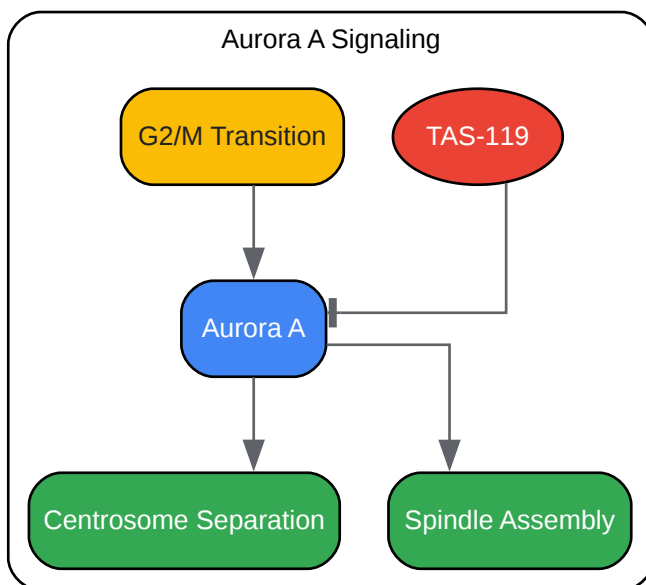 Aurora A Signaling
G2/M Transition
TAS-119
Aurora A
Centrosome Separation
Spindle Assembly